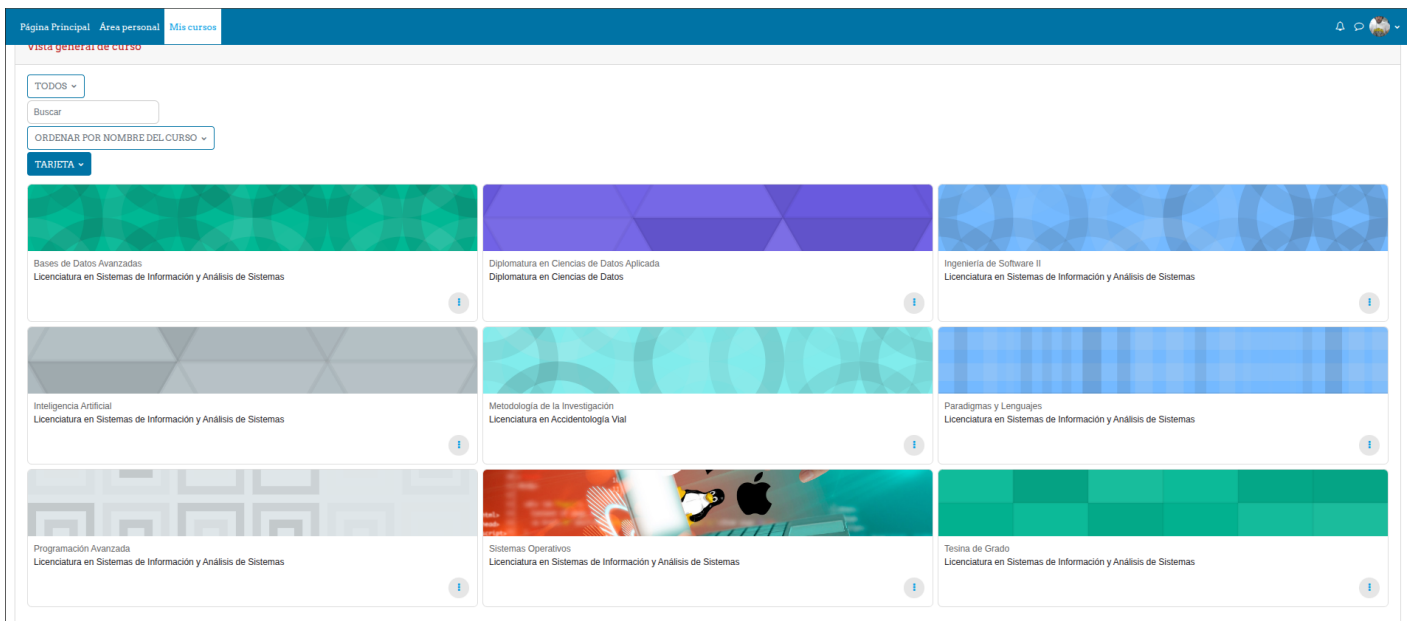 Página Principal Área personal Mis cursos
Vista general de curso
TODOS
Buscar
ORDENAR POR NOMBRE DEL CURSO
TARJETA
Bases de Datos Avanzadas
Licenciatura en Sistemas de Información y Análisis de Sistemas
Diplomatura en Ciencias de Datos Aplicada
Diplomatura en Ciencias de Datos
Ingeniería de Software II
Licenciatura en Sistemas de Información y Análisis de Sistemas
Inteligencia Artificial
Licenciatura en Sistemas de Información y Análisis de Sistemas
Metodología de la Investigación
Licenciatura en Accidentología Vial
Paradigmas y Lenguajes
Licenciatura en Sistemas de Información y Análisis de Sistemas
Programación Avanzada
Licenciatura en Sistemas de Información y Análisis de Sistemas
Sistemas Operativos
Licenciatura en Sistemas de Información y Análisis de Sistemas
Tesina de Grado
Licenciatura en Sistemas de Información y Análisis de Sistemas